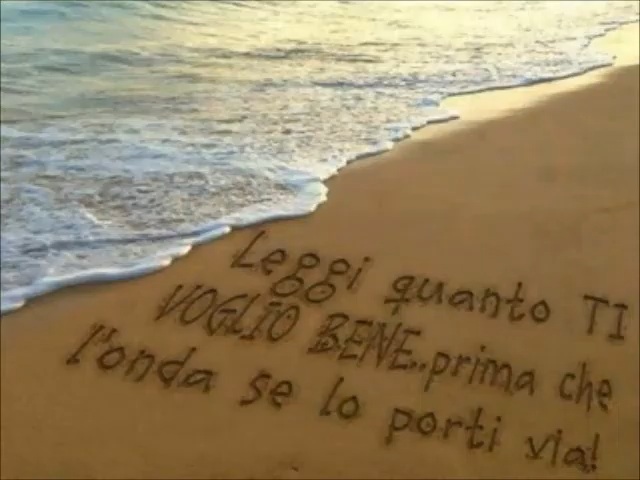 Leggi quanto TI
VOGLIO BENE..prima che
l'onda se lo porti via!